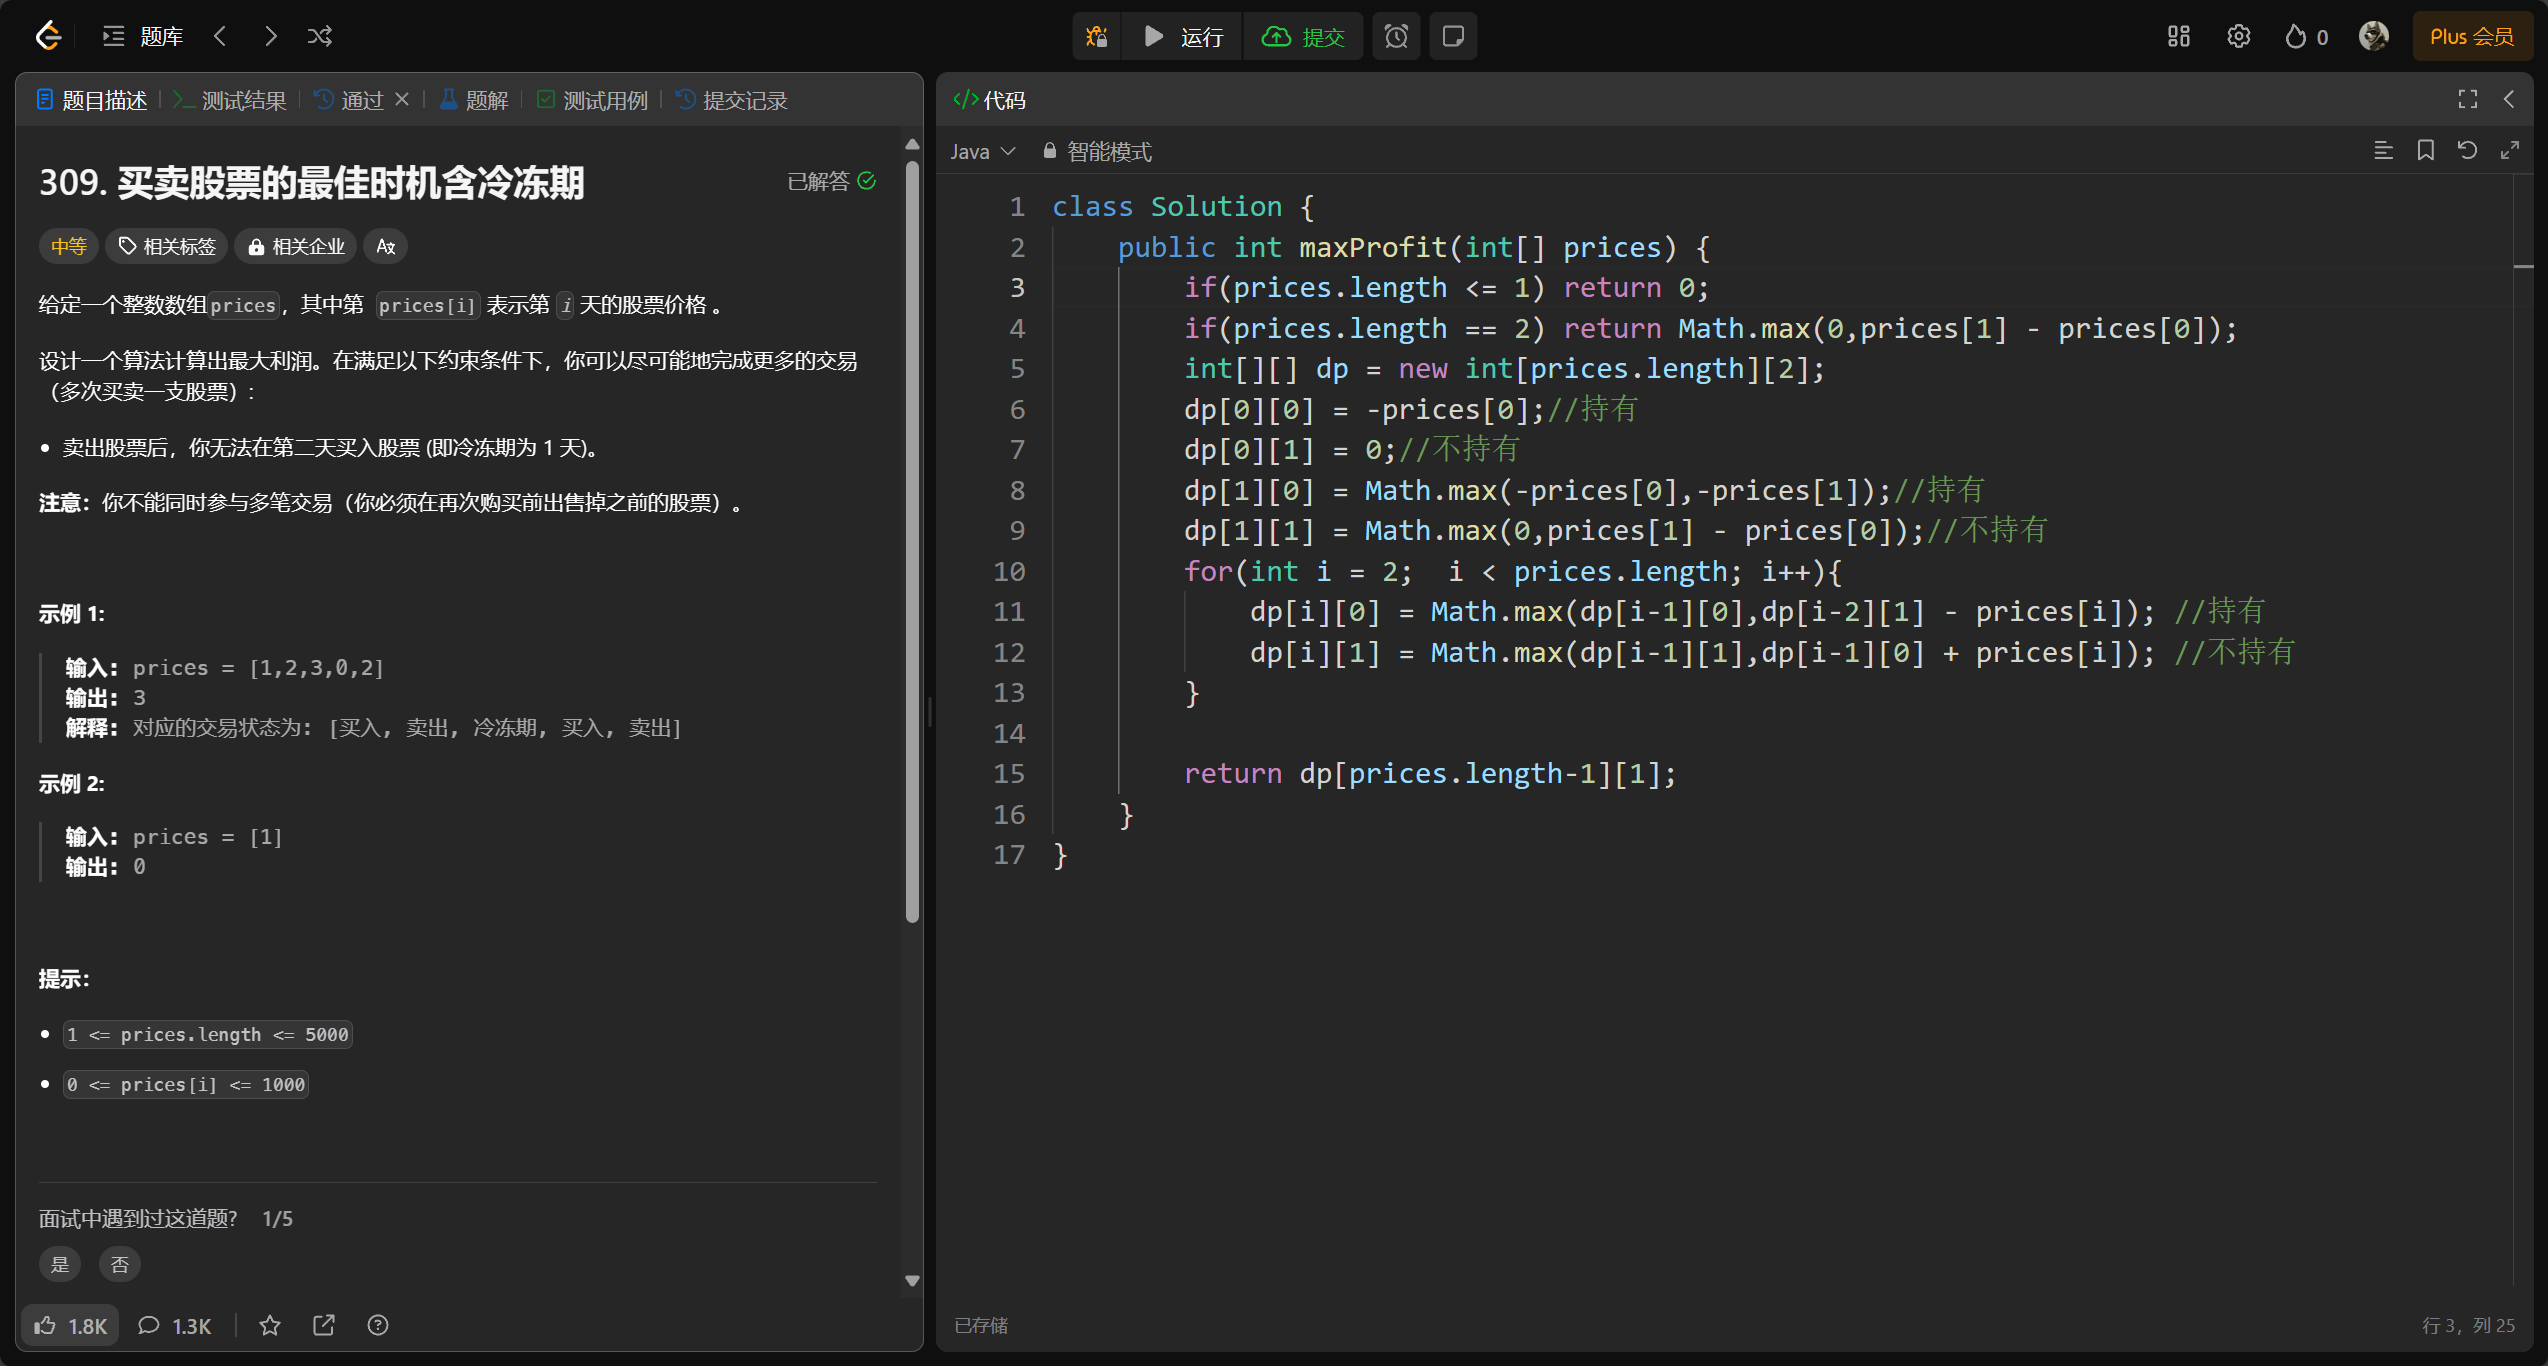 题库
运行
提交
0
Plus 会员
题目描述
测试结果
通过
题解
测试用例
提交记录
309. 买卖股票的最佳时机含冷冻期
已解答
中等
相关标签
相关企业
给定一个整数数组prices，其中第 prices[i] 表示第 i 天的股票价格 。
设计一个算法计算出最大利润。在满足以下约束条件下，你可以尽可能地完成更多的交易
（多次买卖一支股票）:
• 卖出股票后，你无法在第二天买入股票 (即冷冻期为 1 天)。
注意：你不能同时参与多笔交易（你必须在再次购买前出售掉之前的股票）。
示例 1:
输入: prices = [1,2,3,0,2]
输出: 3
解释: 对应的交易状态为: [买入, 卖出, 冷冻期, 买入, 卖出]
示例 2:
输入: prices = [1]
输出: 0
提示：
• 1 <= prices.length <= 5000
• 0 <= prices[i] <= 1000
面试中遇到过这道题? 1/5
是
否
1.8K
1.3K
</> 代码
Java
智能模式
1 class Solution {
2     public int maxProfit(int[] prices) {
3         if(prices.length <= 1) return 0;
4         if(prices.length == 2) return Math.max(0,prices[1] - prices[0]);
5         int[][] dp = new int[prices.length][2];
6         dp[0][0] = -prices[0];//持有
7         dp[0][1] = 0;//不持有
8         dp[1][0] = Math.max(-prices[0],-prices[1]);//持有
9         dp[1][1] = Math.max(0,prices[1] - prices[0]);//不持有
10         for(int i = 2;  i < prices.length; i++){
11             dp[i][0] = Math.max(dp[i-1][0],dp[i-2][1] - prices[i]); //持有
12             dp[i][1] = Math.max(dp[i-1][1],dp[i-1][0] + prices[i]); //不持有
13         }
14
15         return dp[prices.length-1][1];
16     }
17 }
已存储
行 3，列 25